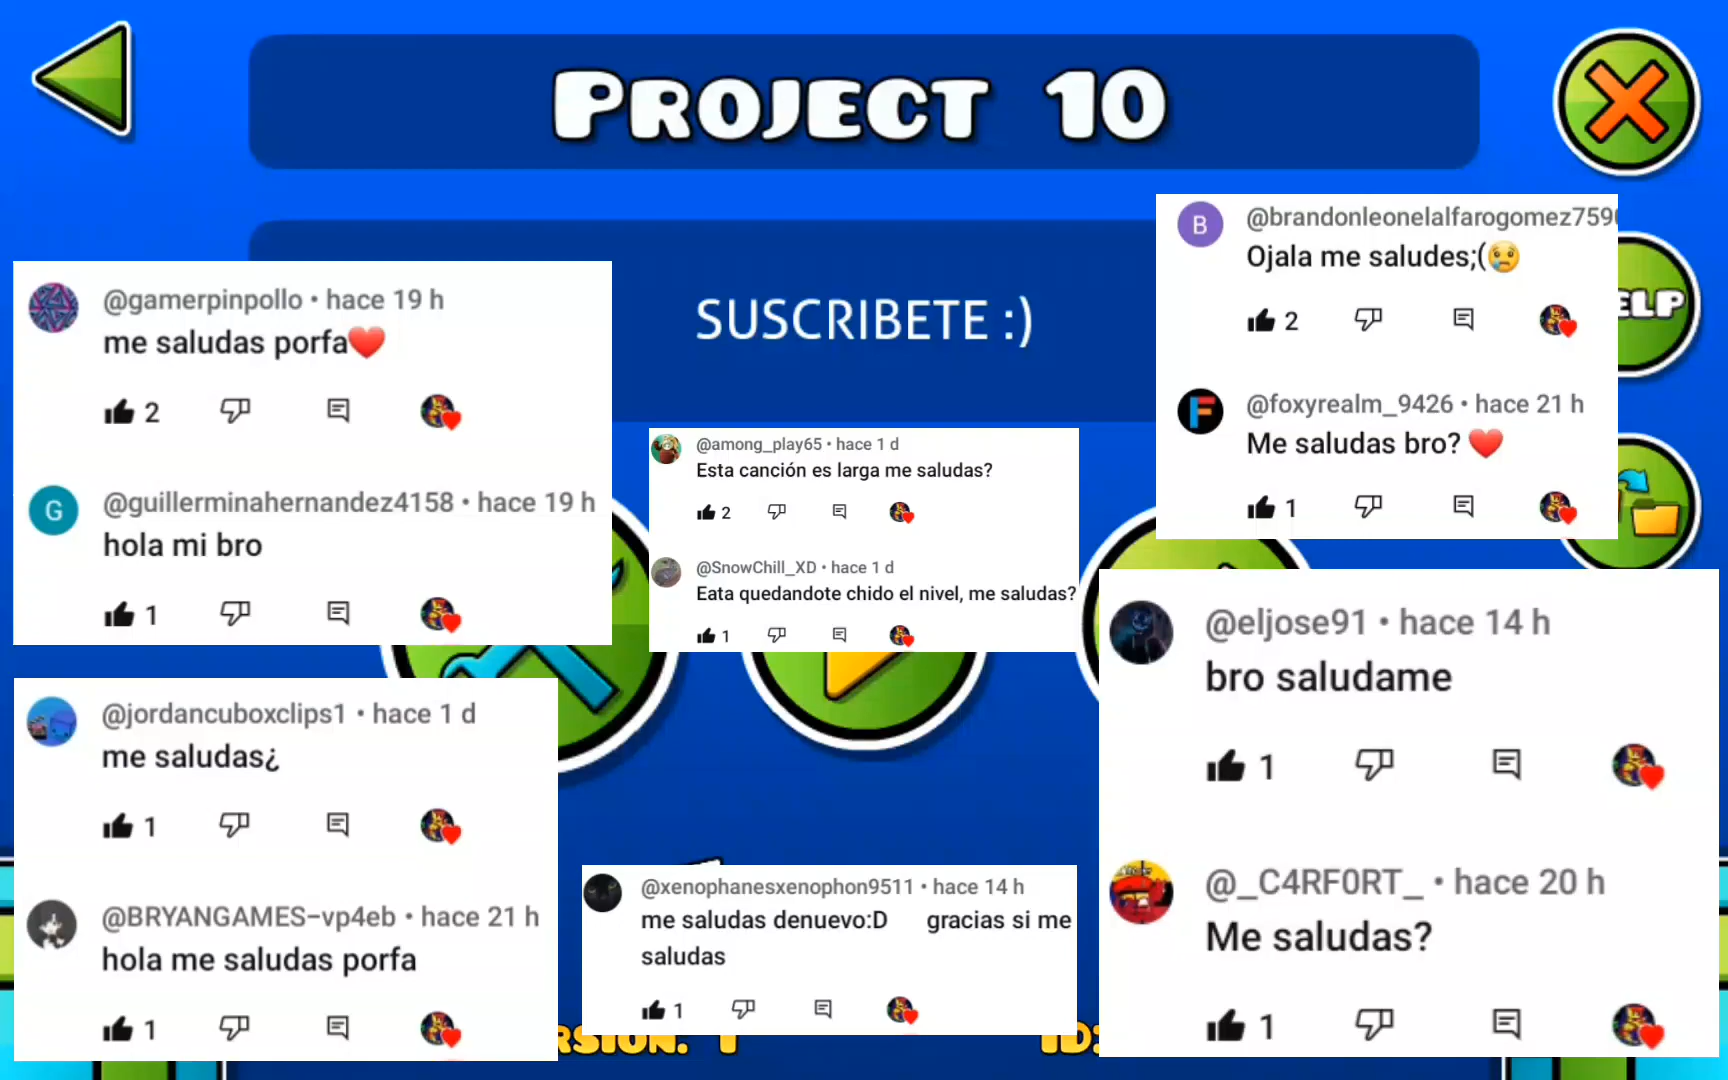 PROJECT 10
SUSCRIBETE :)
@gamerpinpollo • hace 19 h
me saludas porfa❤️
2
@guillerminahernandez4158 • hace 19 h
hola mi bro
1
@among_play65 • hace 1 d
Esta canción es larga me saludas?
2
@SnowChill_XD • hace 1 d
Eata quedandote chido el nivel, me saludas?
1
B
@brandonleonelalfarogomez759
Ojala me saludes;(😢
2
F
@foxyrealm_9426 • hace 21 h
Me saludas bro? ❤️
1
ELP
G
@jordancuboxclips1 • hace 1 d
me saludas¿
1
@BRYANGAMES-vp4eb • hace 21 h
hola me saludas porfa
1
@xenophanesxenophon9511 • hace 14 h
me saludas denuevo:D gracias si me
saludas
1
@eljose91 • hace 14 h
bro saludame
1
@_C4RF0RT_ • hace 20 h
Me saludas?
1
RSION: 1
ID: